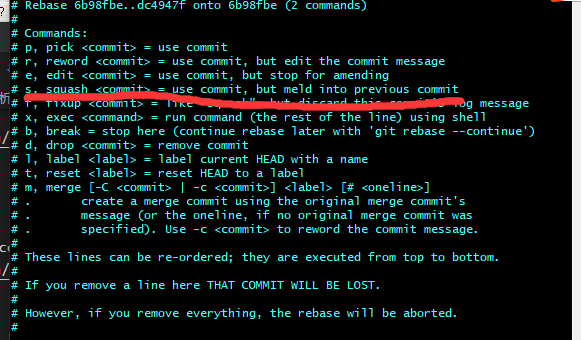 # Rebase 6b98fbe..dc4947f onto 6b98fbe (2 commands)
#
# Commands:
# p, pick <commit> = use commit
# r, reword <commit> = use commit, but edit the commit message
# e, edit <commit> = use commit, but stop for amending
# s, squash <commit> = use commit, but meld into previous commit
# f, fixup <commit> = like "squash", but discard this commit's log message
# x, exec <command> = run command (the rest of the line) using shell
# b, break = stop here (continue rebase later with 'git rebase --continue')
# d, drop <commit> = remove commit
# l, label <label> = label current HEAD with a name
# t, reset <label> = reset HEAD to a label
# m, merge [-C <commit> | -c <commit>] <label> [# <oneline>]
# .       create a merge commit using the original merge commit's
# .       message (or the oneline, if no original merge commit was
# .       specified). Use -c <commit> to reword the commit message.
#
# These lines can be re-ordered; they are executed from top to bottom.
#
# If you remove a line here THAT COMMIT WILL BE LOST.
#
# However, if you remove everything, the rebase will be aborted.
#